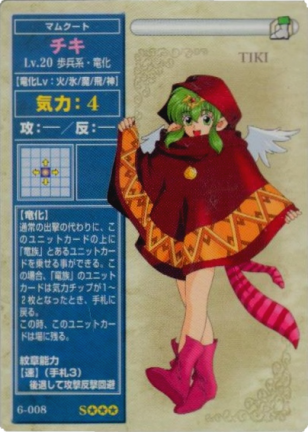 マムクート
チキ
Lv.20 歩兵系・竜化
【竜化Lv：火/氷/魔/飛/神】
気力：4
攻：―／反：―
TIKI
【竜化】
通常の出撃の代わりに、こ
のユニットカードの上に
「竜族」とあるユニットカー
ドを乗せる事ができる。こ
の場合、「竜族」のユニット
カードは気力チップが1～
2枚となったとき、手札に
戻る。
この時、このユニットカード
は場に残る。
紋章能力
【速】（手札3）
後退して攻撃反撃回避
6-008
S✪✪✪